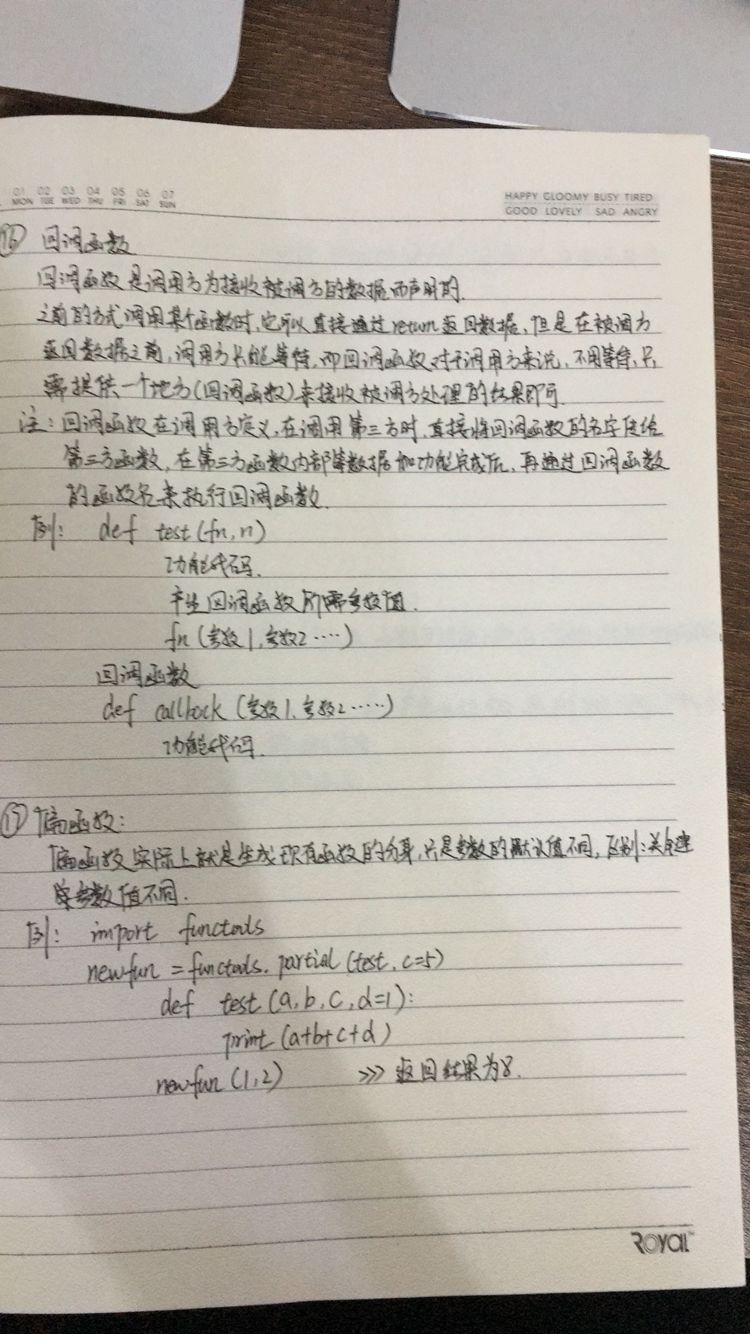 01 02 03 04 05 06 07
MON TUE WED THU FRI SAT SUN
HAPPY GLOOMY BUSY TIRED
GOOD LOVELY SAD ANGRY
⑯ 回调函数
回调函数是调用方为接收被调方的数据而声明的.
之前的方式调用某个函数时,它可以直接通过return返回数据,但是在被调方
返回数据之前,调用方只能等待,而回调函数对于调用方来说,不用等待,只
需提供一个地方(回调函数)来接收被调方处理的结果即可.
注:回调函数在调用方定义,在调用第三方时,直接将回调函数的名字传给
第三方函数,在第三方函数内部等数据和功能完成后,再通过回调函数
的函数名来执行回调函数.
例: def test(fn,n)
功能代码.
产生回调函数所需参数值.
fn(参数1,参数2····)
回调函数
def callback(参数1,参数2·····)
功能代码.
⑰ 偏函数:
偏函数实际上就是生成现有函数的分身,只是参数的默认值不同,区别:关键
字参数值不同.
例: import functools
newfun = functools.partial(test,c=5)
def test(a,b,c,d=1):
print(a+b+c+d)
newfun(1,2) >>> 返回结果为8.
ROYAL